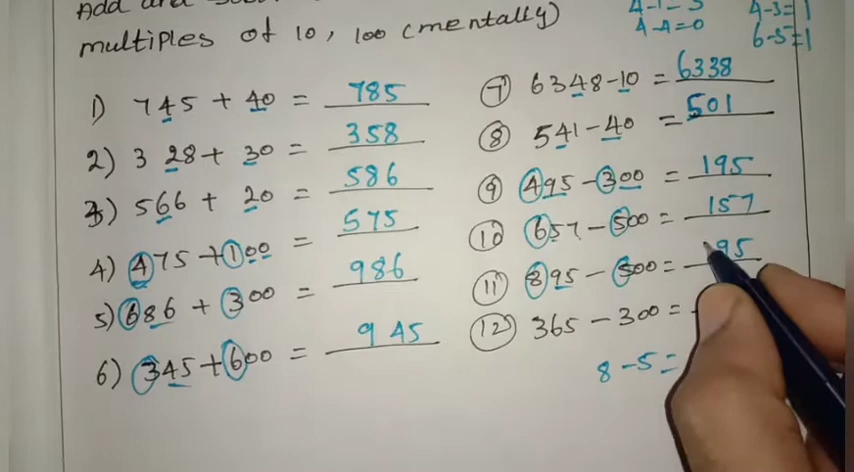 Add and
multiples of 10, 100 (mentally)
4-1=3
4-4=0
4-3=1
6-5=1
1) 745 + 40 = 785
2) 328 + 30 = 358
3) 566 + 20 = 586
4) 475 + 100 = 575
5) 686 + 300 = 986
6) 345 + 600 = 945
7) 6348 - 10 = 6338
8) 541 - 40 = 501
9) 495 - 300 = 195
10) 657 - 500 = 157
11) 895 - 500 = 95
12) 365 - 300 =
8 - 5 =